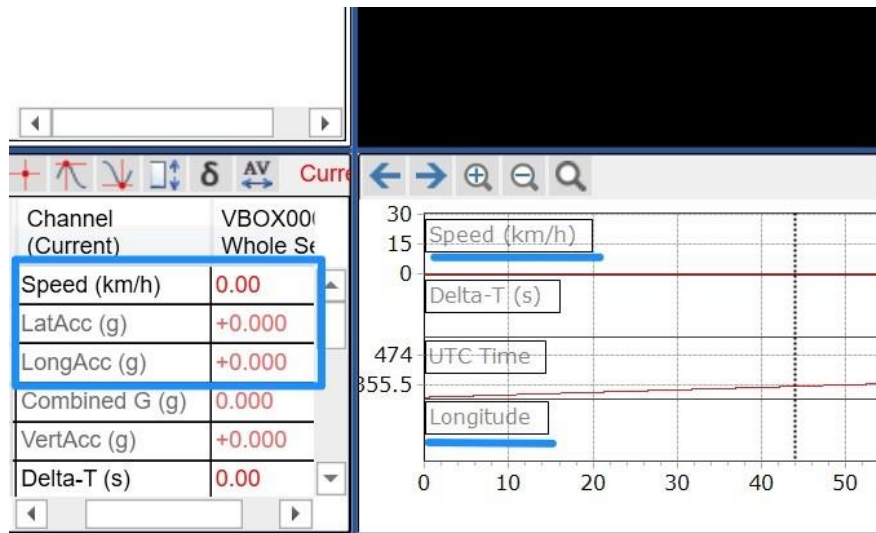 δ AV Curre
Channel
(Current)
VBOX00(
Whole Se
Speed (km/h) 0.00
LatAcc (g) +0.000
LongAcc (g) +0.000
Combined G (g) 0.000
VertAcc (g) +0.000
Delta-T (s) 0.00
30
15
0
Speed (km/h)
Delta-T (s)
474
UTC Time
355.5
Longitude
0 10 20 30 40 50